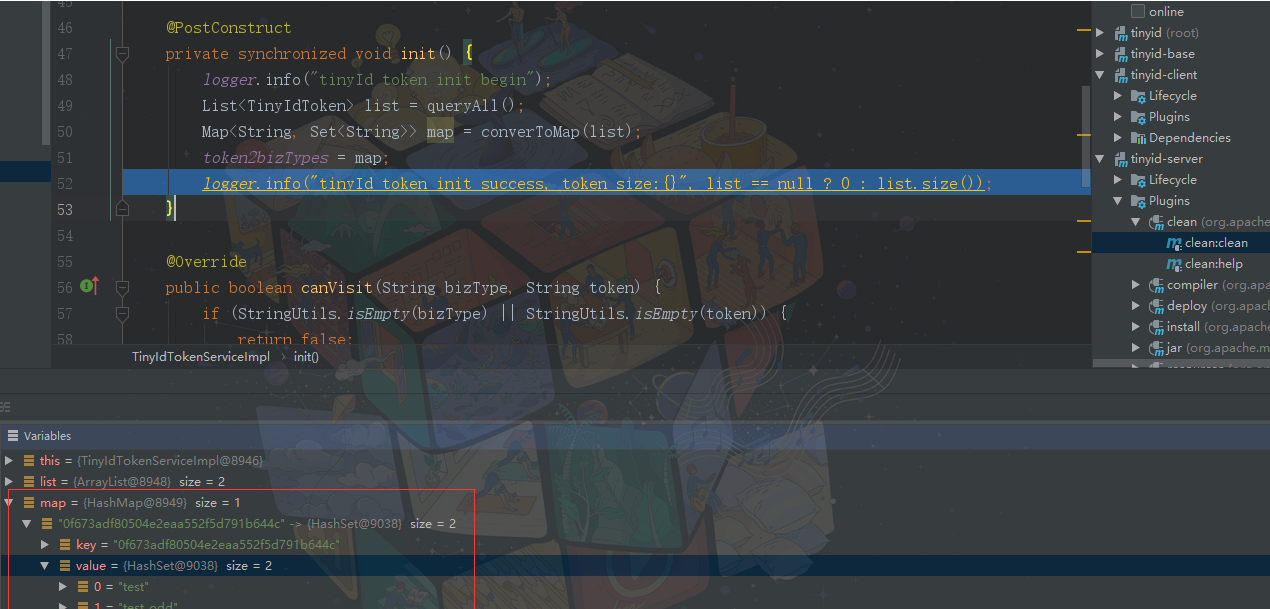 45
46 @PostConstruct
47 private synchronized void init() {
48 logger.info("tinyId token init begin");
49 List<TinyIdToken> list = queryAll();
50 Map<String, Set<String>> map = converToMap(list);
51 token2bizTypes = map;
52 logger.info("tinyId token init success, token size:{}", list == null ? 0 : list.size());
53 }
54
55 @Override
56 public boolean canVisit(String bizType, String token) {
57 if (StringUtils.isEmpty(bizType) || StringUtils.isEmpty(token)) {
58 return false;
TinyIdTokenServiceImpl › init()
online
tinyid (root)
tinyid-base
tinyid-client
Lifecycle
Plugins
Dependencies
tinyid-server
Lifecycle
Plugins
clean (org.apache
clean:clean
clean:help
compiler (org.apa
deploy (org.apache
install (org.apache
jar (org.apache.m
Variables
this = {TinyIdTokenServiceImpl@8946}
list = {ArrayList@8948} size = 2
map = {HashMap@8949} size = 1
"0f673adf80504e2eaa552f5d791b644c" -> {HashSet@9038} size = 2
key = "0f673adf80504e2eaa552f5d791b644c"
value = {HashSet@9038} size = 2
0 = "test"
1 = "test_odd"